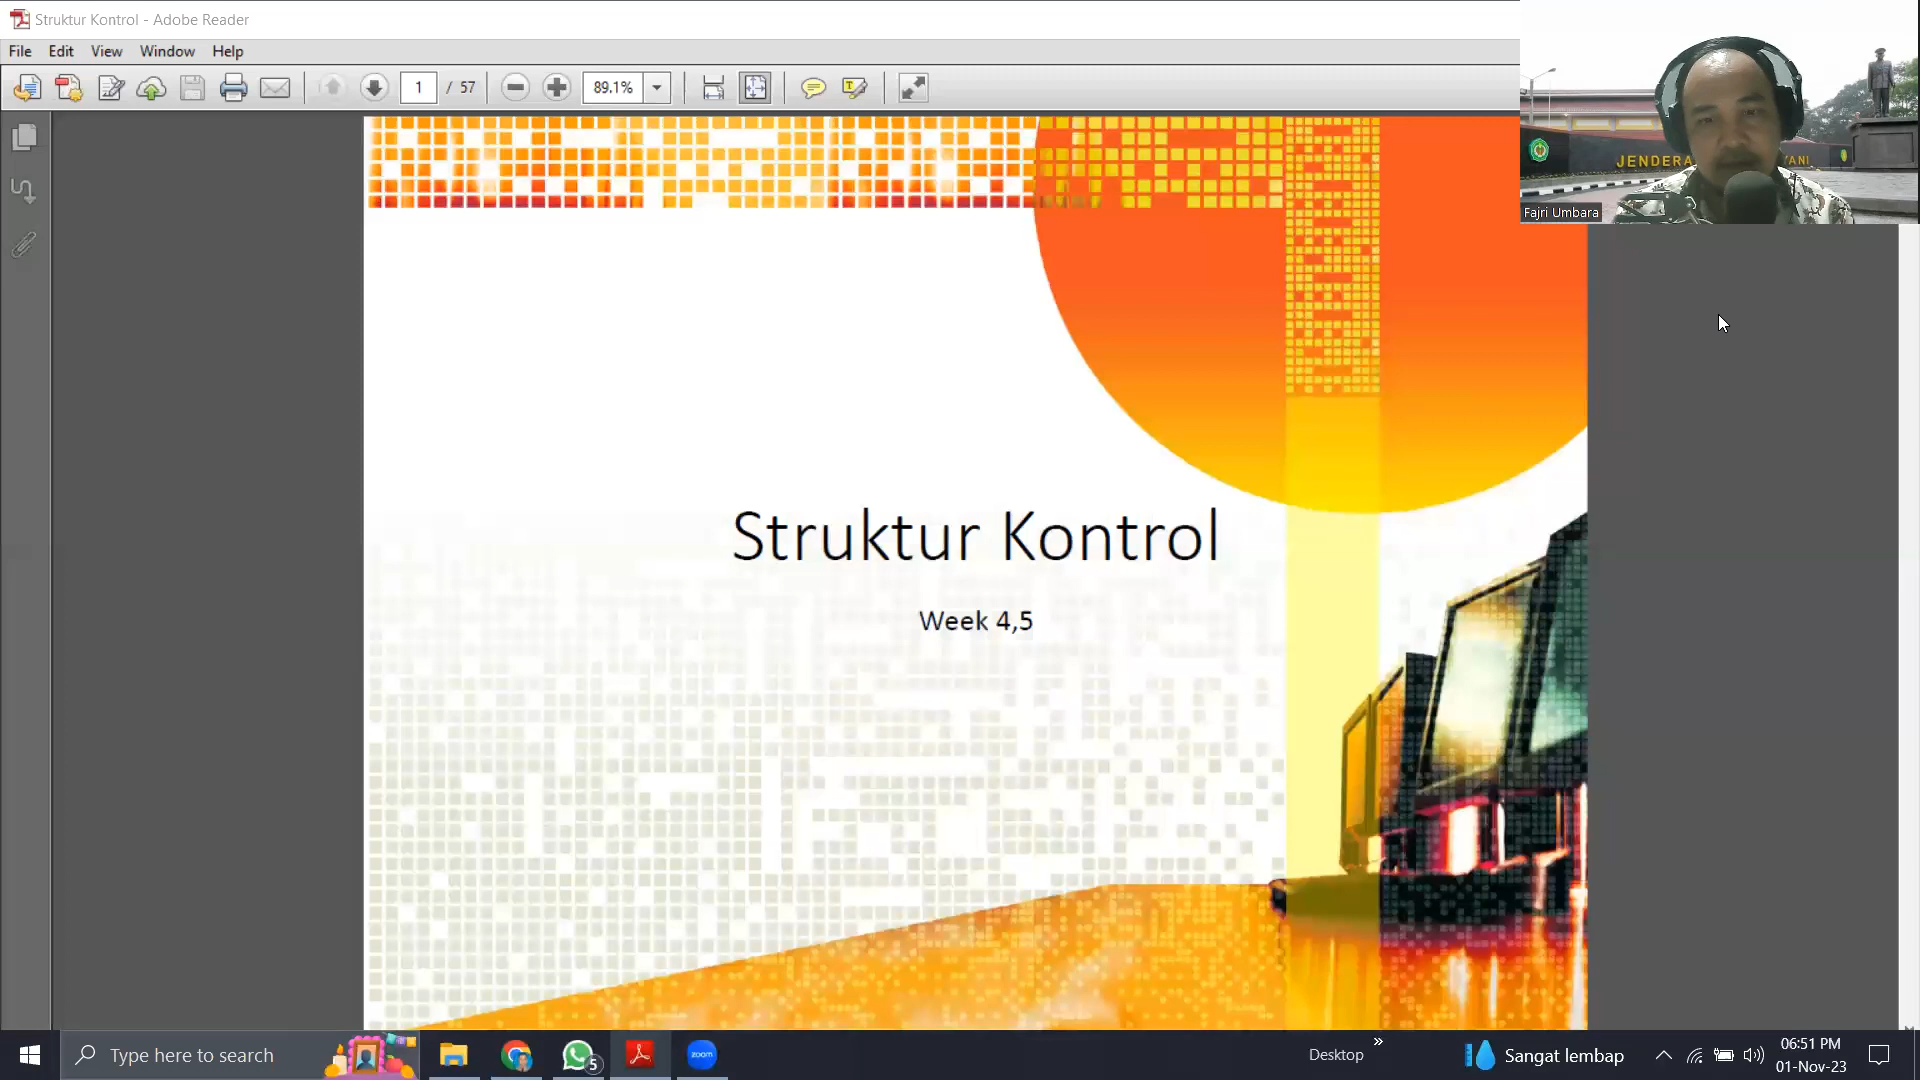 Struktur Kontrol - Adobe Reader
File Edit View Window Help
1 / 57 89.1%
JENDERA YANI
Fajri Umbara
Struktur Kontrol
Week 4,5
Type here to search
5
zoom
Desktop
Sangat lembap
06:51 PM
01-Nov-23